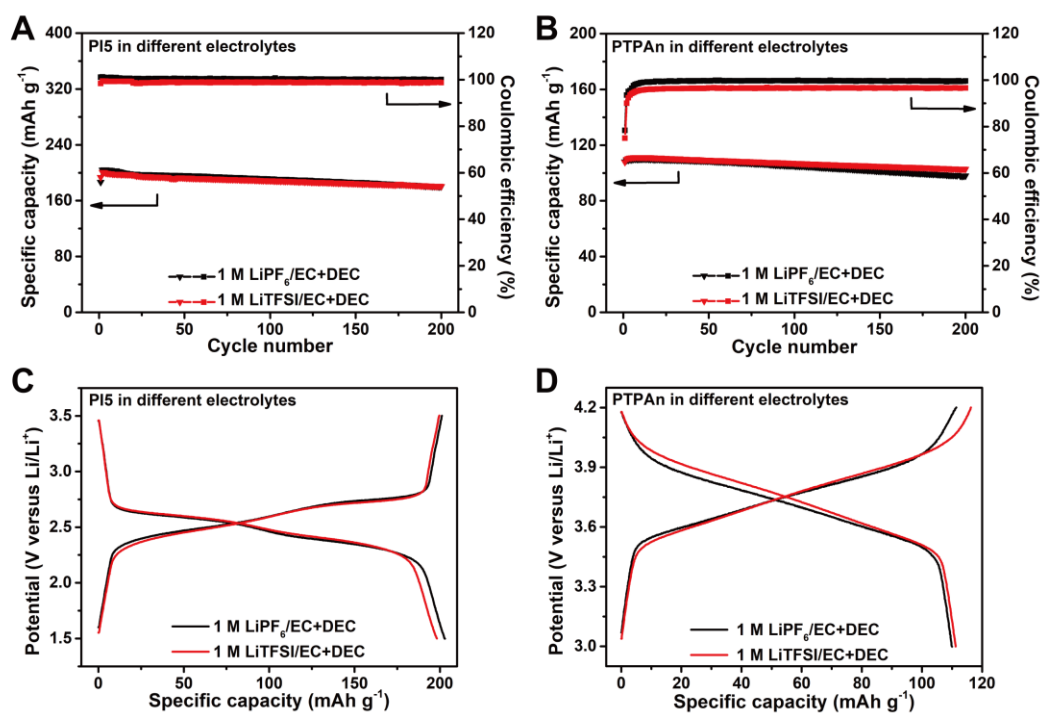 A
PI5 in different electrolytes
Specific capacity (mAh g⁻¹)
400
320
240
160
80
0
120
100
80
60
40
20
0
Coulombic efficiency (%)
1 M LiPF₆/EC+DEC
1 M LiTFSI/EC+DEC
0 50 100 150 200
Cycle number
B
PTPAn in different electrolytes
Specific capacity (mAh g⁻¹)
200
160
120
80
40
0
120
100
80
60
40
20
0
Coulombic efficiency (%)
1 M LiPF₆/EC+DEC
1 M LiTFSI/EC+DEC
0 50 100 150 200
Cycle number
C
PI5 in different electrolytes
Potential (V versus Li/Li⁺)
3.5
3.0
2.5
2.0
1.5
1 M LiPF₆/EC+DEC
1 M LiTFSI/EC+DEC
0 50 100 150 200
Specific capacity (mAh g⁻¹)
D
PTPAn in different electrolytes
Potential (V versus Li/Li⁺)
4.2
3.9
3.6
3.3
3.0
1 M LiPF₆/EC+DEC
1 M LiTFSI/EC+DEC
0 20 40 60 80 100 120
Specific capacity (mAh g⁻¹)